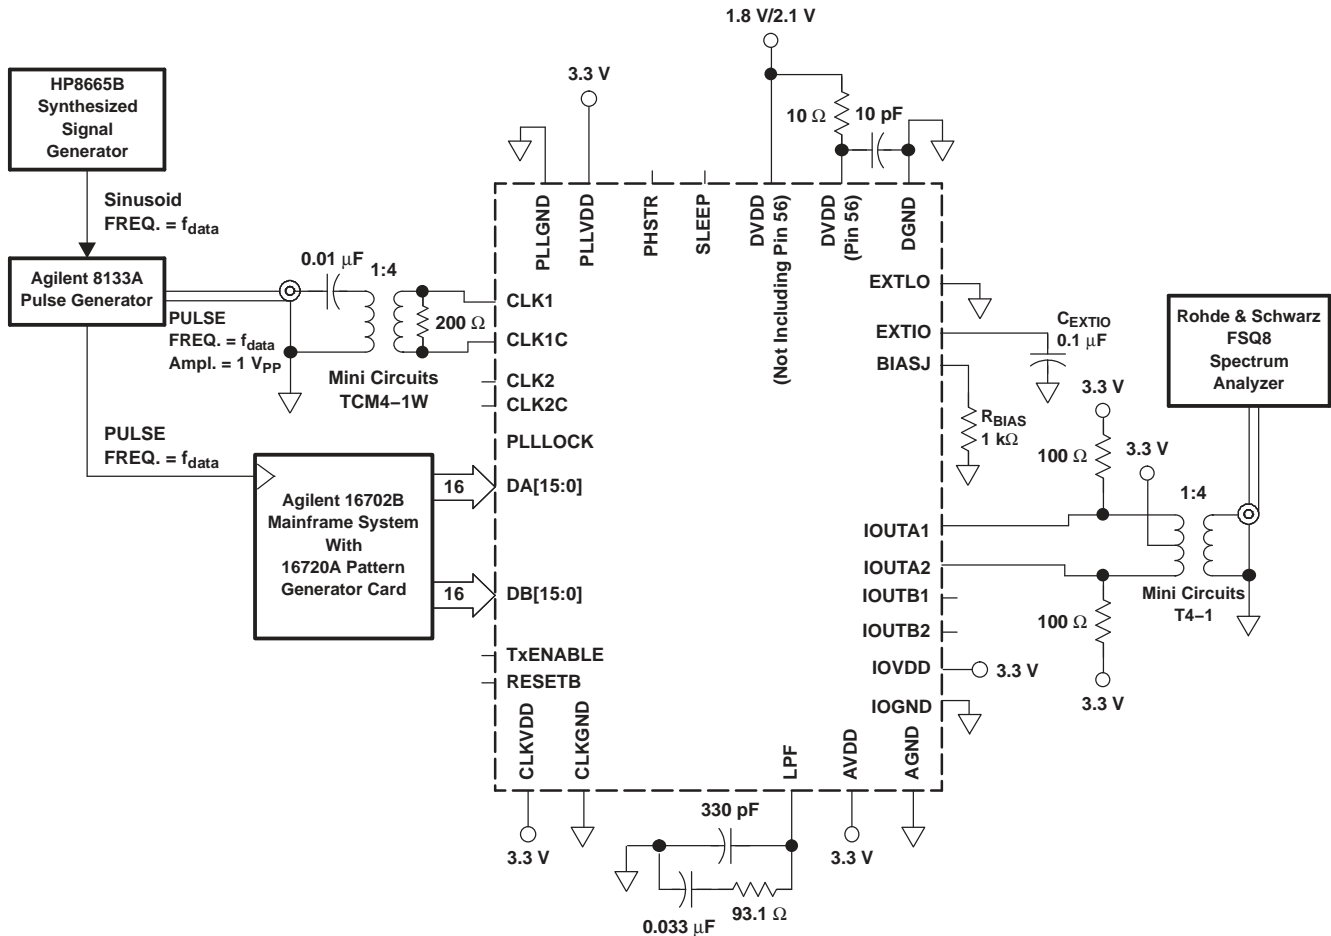 1.8 V/2.1 V
HP8665B
Synthesized
Signal
Generator
3.3 V
10 Ω
10 pF
Sinusoid
FREQ. = fdata
PLLGND
PLLVDD
PHSTR
SLEEP
DVDD
(Not Including Pin 56)
DVDD
(Pin 56)
DGND
Agilent 8133A
Pulse Generator
0.01 μF
1:4
PULSE
FREQ. = fdata
Ampl. = 1 VPP
200 Ω
Mini Circuits
TCM4–1W
CLK1
CLK1C
CLK2
CLK2C
PLLLOCK
DA[15:0]
DB[15:0]
TxENABLE
RESETB
PULSE
FREQ. = fdata
Agilent 16702B
Mainframe System
With
16720A Pattern
Generator Card
16
16
EXTLO
EXTIO
BIASJ
CEXTIO
0.1 μF
RBIAS
1 kΩ
Rohde & Schwarz
FSQ8
Spectrum
Analyzer
3.3 V
100 Ω
3.3 V
1:4
IOUTA1
IOUTA2
IOUTB1
IOUTB2
IOVDD
IOGND
Mini Circuits
T4–1
100 Ω
3.3 V
3.3 V
CLKVDD
CLKGND
LPF
AVDD
AGND
3.3 V
330 pF
3.3 V
0.033 μF
93.1 Ω